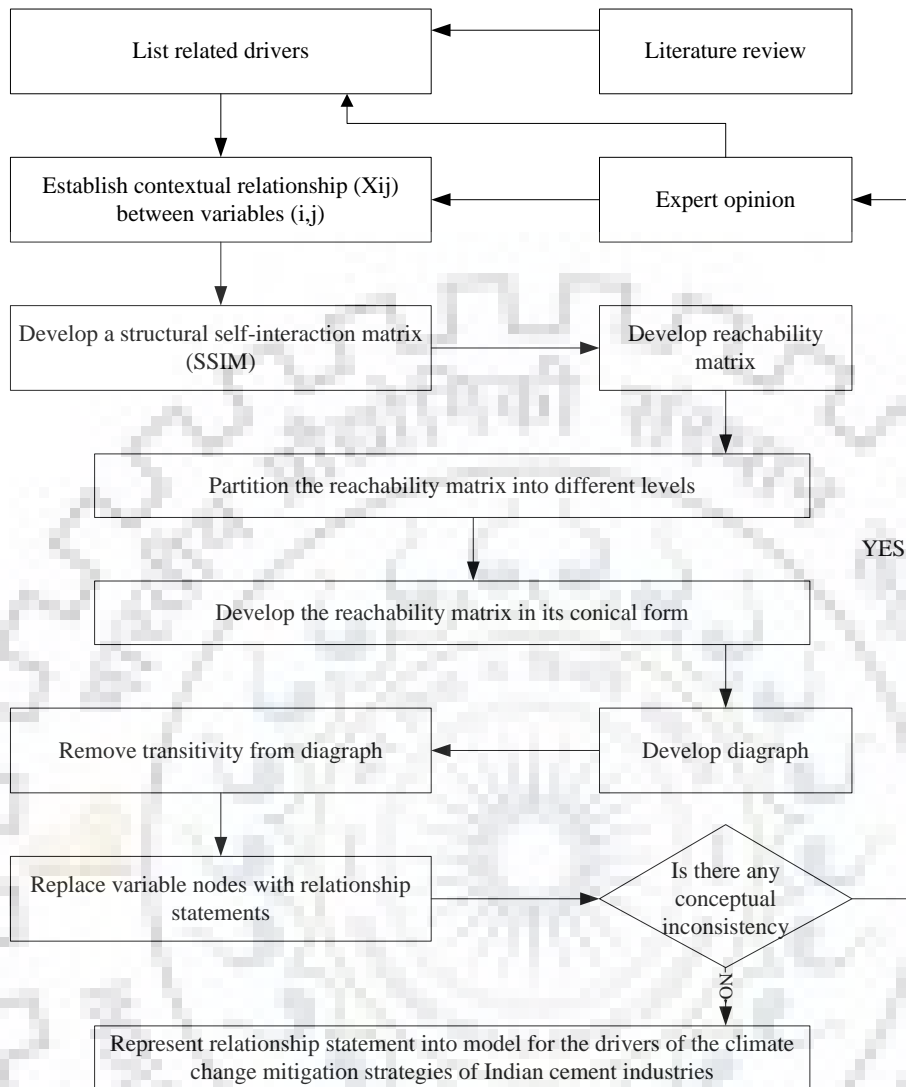 List related drivers
Literature review
Establish contextual relationship (Xij)
between variables (i,j)
Expert opinion
Develop a structural self-interaction matrix
(SSIM)
Develop reachability
matrix
Partition the reachability matrix into different levels
YES
Develop the reachability matrix in its conical form
Remove transitivity from diagraph
Develop diagraph
Replace variable nodes with relationship
statements
Is there any
conceptual
inconsistency
NO
Represent relationship statement into model for the drivers of the climate
change mitigation strategies of Indian cement industries